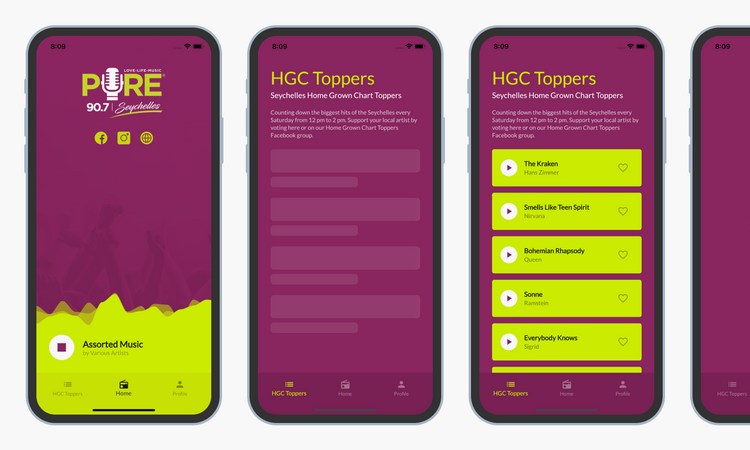 8:09
LOVE·LIFE·MUSIC
PURE
90.7 Seychelles
Assorted Music
by Various Artists
HGC Toppers
Home
Profile
8:09
HGC Toppers
Seychelles Home Grown Chart Toppers
Counting down the biggest hits of the Seychelles every
Saturday from 12 pm to 2 pm. Support your local artist by
voting here or on our Home Grown Chart Toppers
Facebook group.
HGC Toppers
Home
Profile
8:09
HGC Toppers
Seychelles Home Grown Chart Toppers
Counting down the biggest hits of the Seychelles every
Saturday from 12 pm to 2 pm. Support your local artist by
voting here or on our Home Grown Chart Toppers
Facebook group.
The Kraken
Hans Zimmer
Smells Like Teen Spirit
Nirvana
Bohemian Rhapsody
Queen
Sonne
Ramstein
Everybody Knows
Sigrid
HGC Toppers
Home
Profile
8:09
HGC Toppers